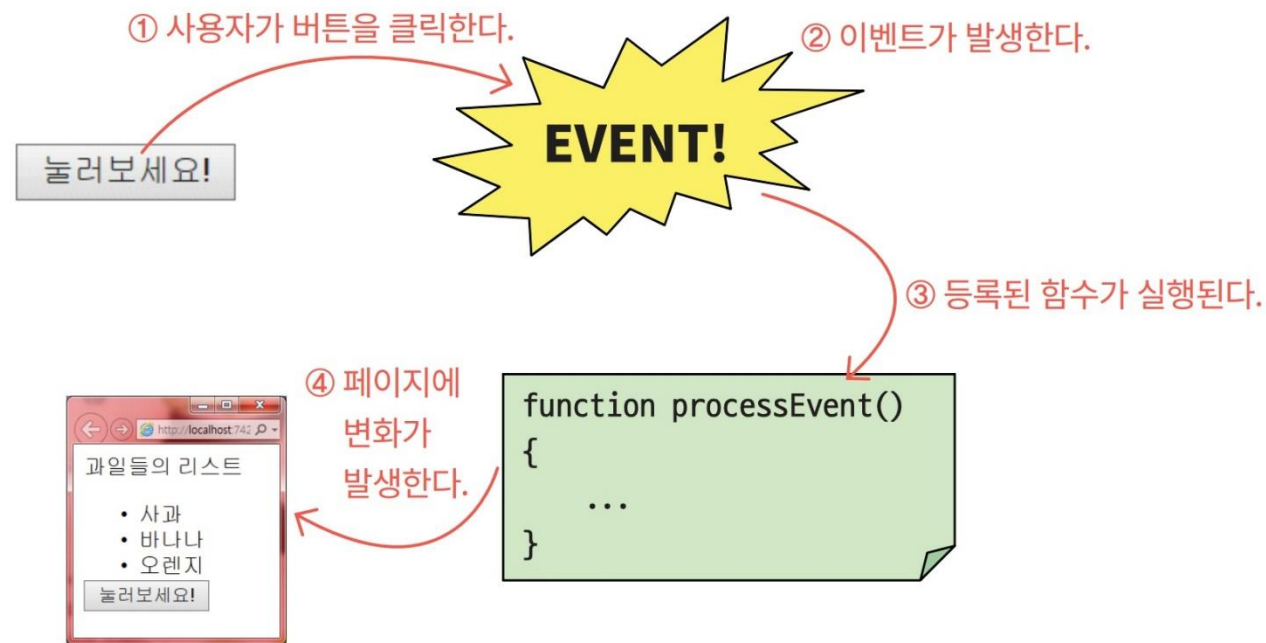 ① 사용자가 버튼을 클릭한다.
② 이벤트가 발생한다.
눌러보세요!
EVENT!
③ 등록된 함수가 실행된다.
④ 페이지에
변화가
발생한다.
function processEvent()
{
...
}
http://localhost:742
과일들의 리스트
• 사과
• 바나나
• 오렌지
눌러보세요!